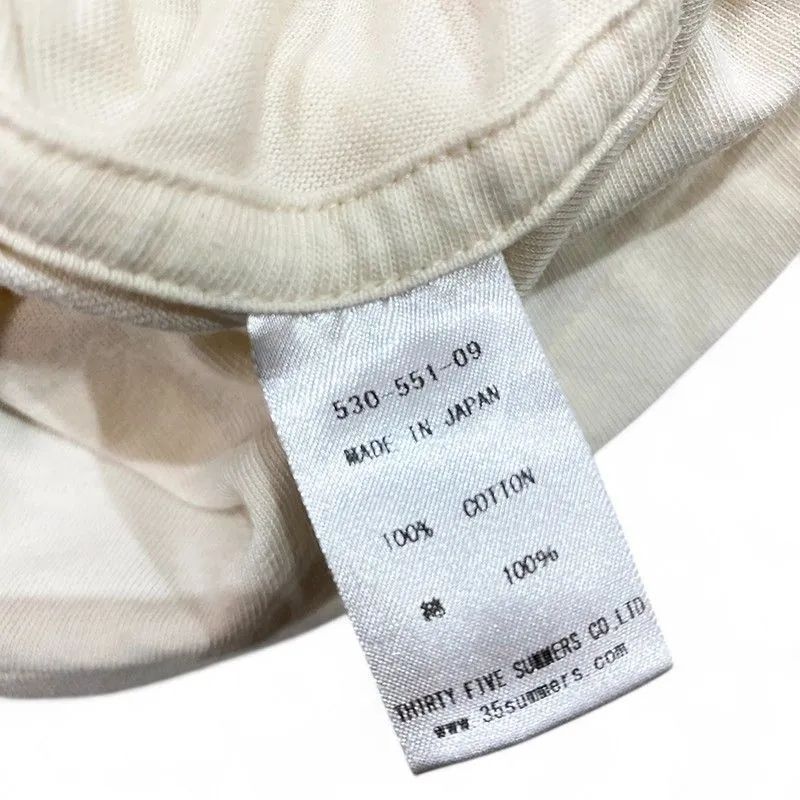 530-551-09
MADE IN JAPAN
100% COTTON
綿 100%
THIRTY FIVE SUMMERS CO LTD
www.35summers.com